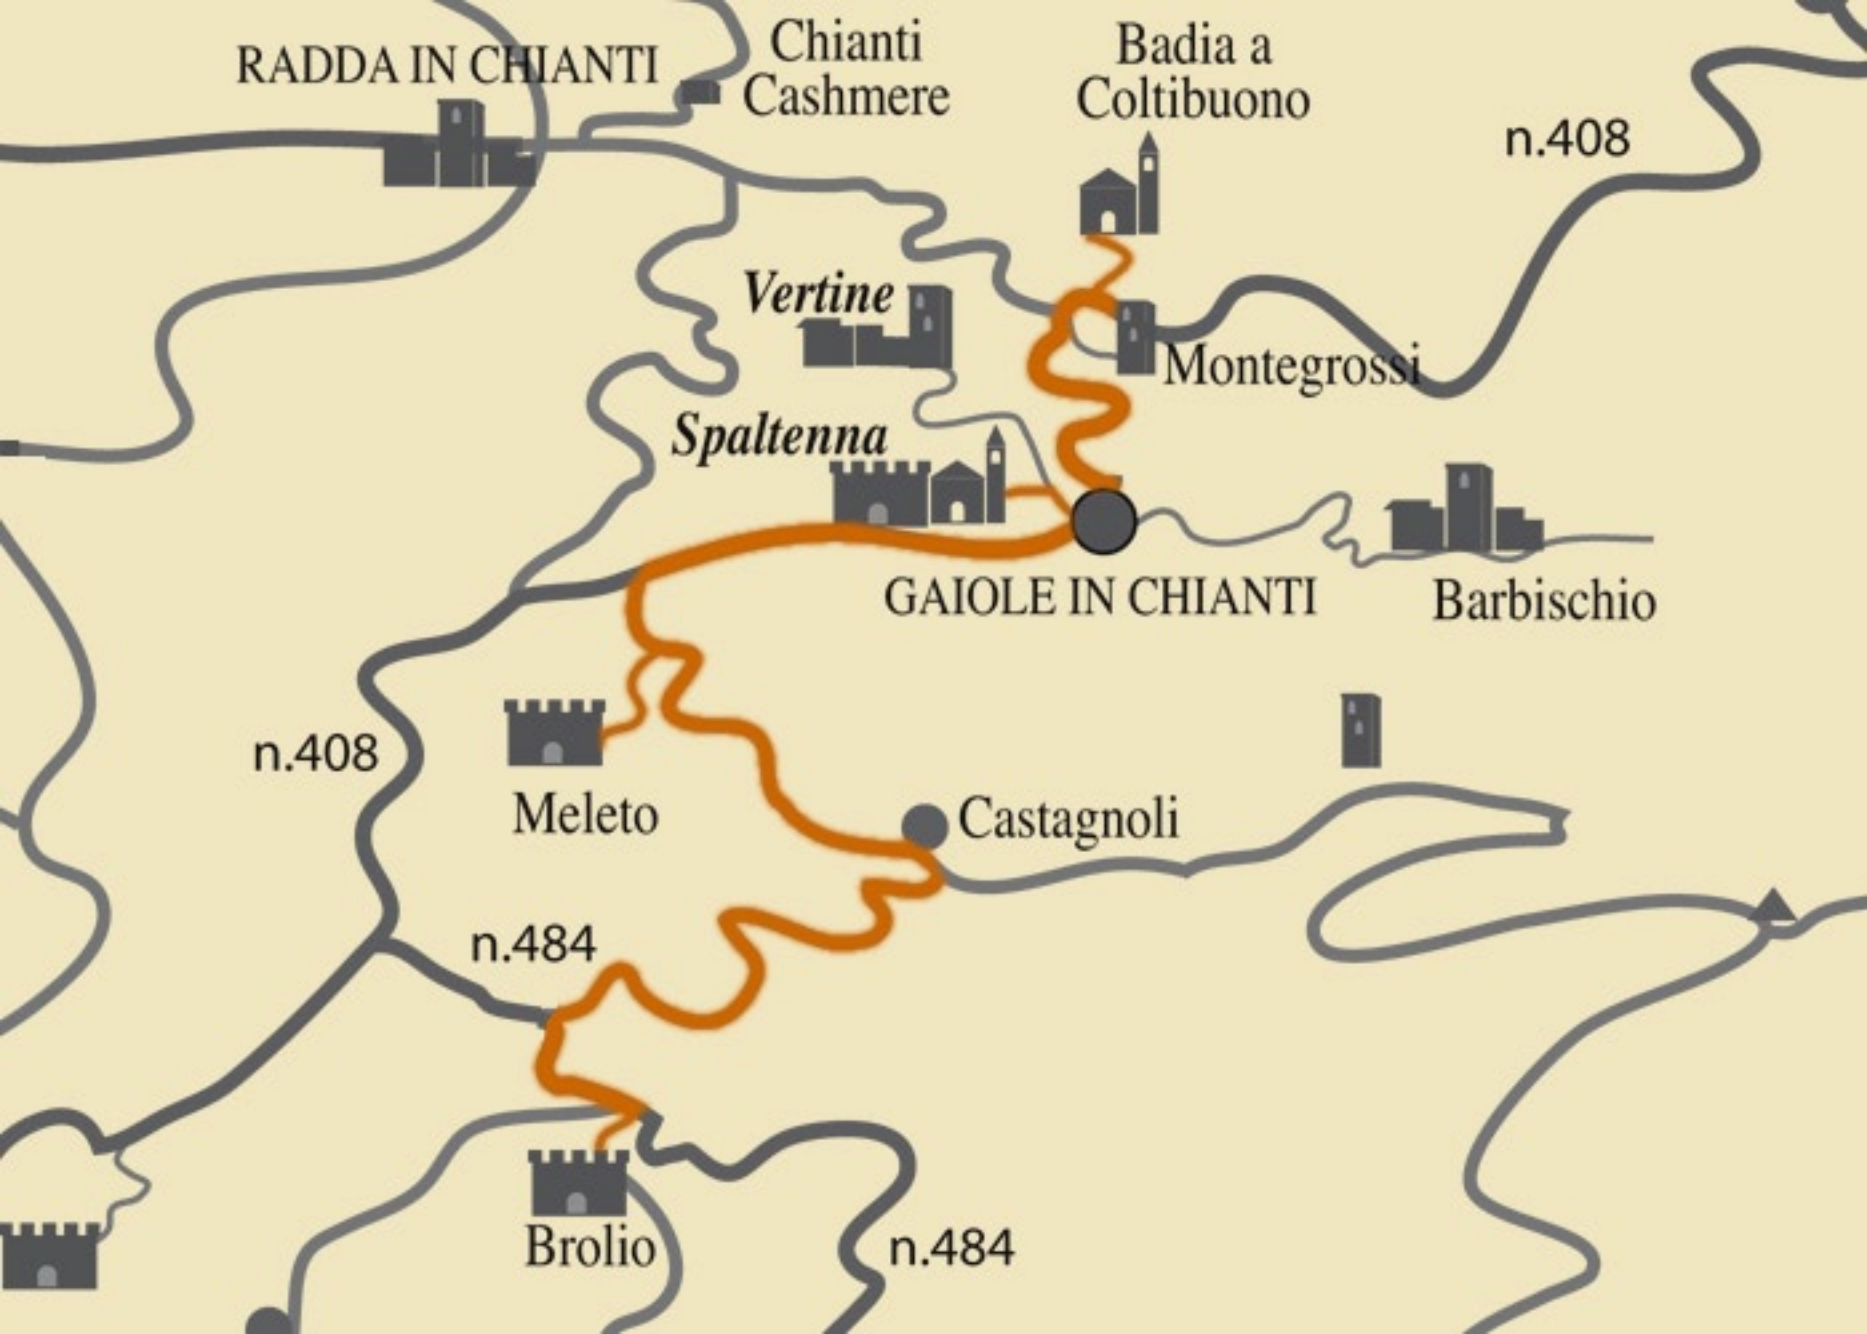 RADDA IN CHIANTI
Chianti
Cashmere
Badia a
Coltibuono
n.408
Vertine
Montegrossi
Spaltenna
GAIOLE IN CHIANTI
Barbischio
n.408
Meleto
Castagnoli
n.484
Brolio
n.484